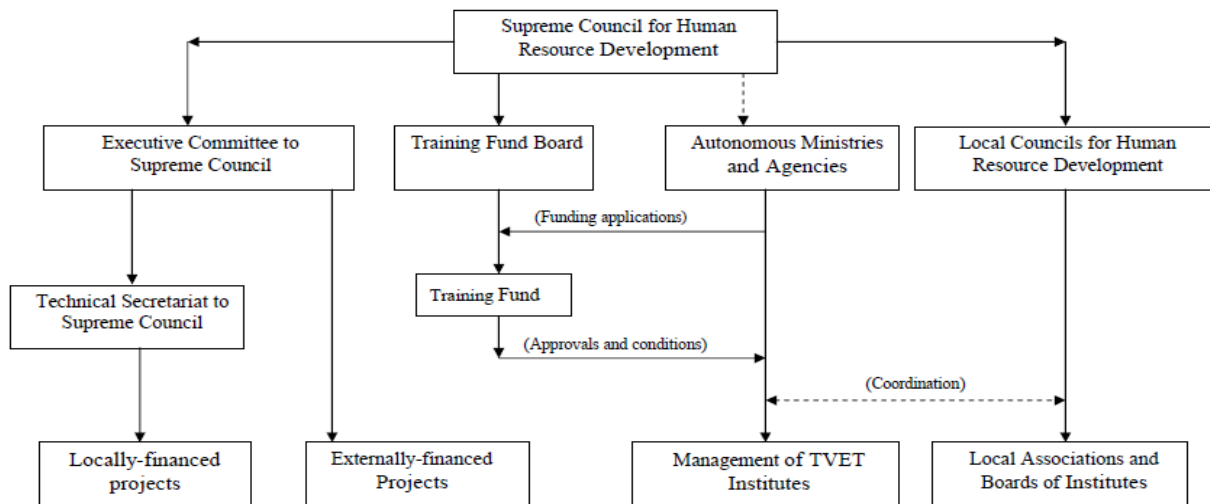 Supreme Council for Human
Resource Development
Executive Committee to
Supreme Council
Training Fund Board
Autonomous Ministries
and Agencies
Local Councils for Human
Resource Development
(Funding applications)
Technical Secretariat to
Supreme Council
Training Fund
(Approvals and conditions)
(Coordination)
Locally-financed
projects
Externally-financed
Projects
Management of TVET
Institutes
Local Associations and
Boards of Institutes